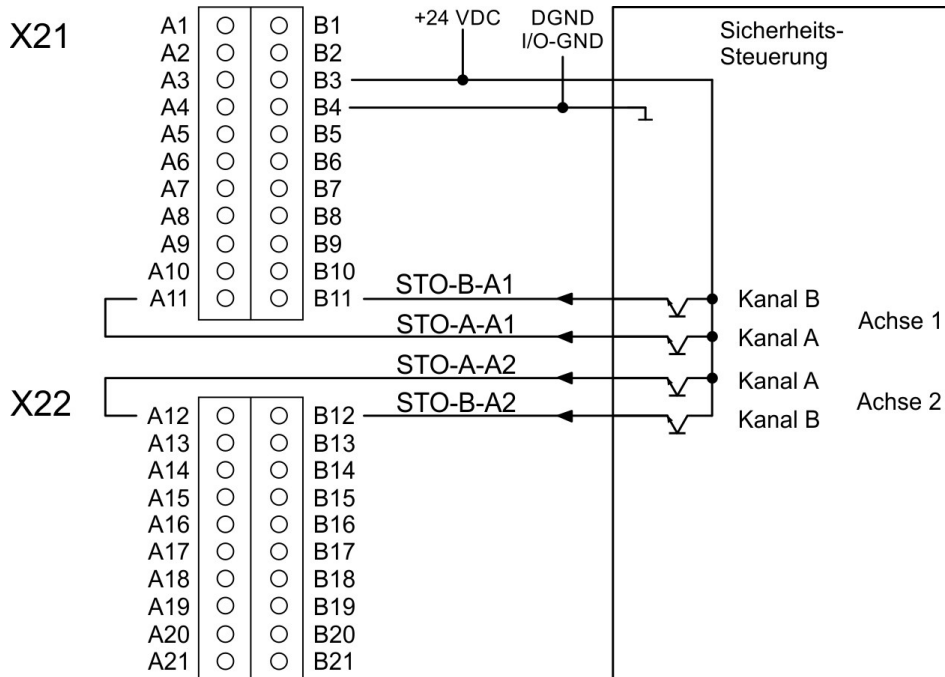 X21
+24 VDC
DGND
I/O-GND
Sicherheits-
Steuerung
A1 B1
A2 B2
A3 B3
A4 B4
A5 B5
A6 B6
A7 B7
A8 B8
A9 B9
A10 B10
A11 B11
STO-B-A1
Kanal B
STO-A-A1
Kanal A
Achse 1
STO-A-A2
Kanal A
X22
STO-B-A2
Kanal B
Achse 2
A12 B12
A13 B13
A14 B14
A15 B15
A16 B16
A17 B17
A18 B18
A19 B19
A20 B20
A21 B21